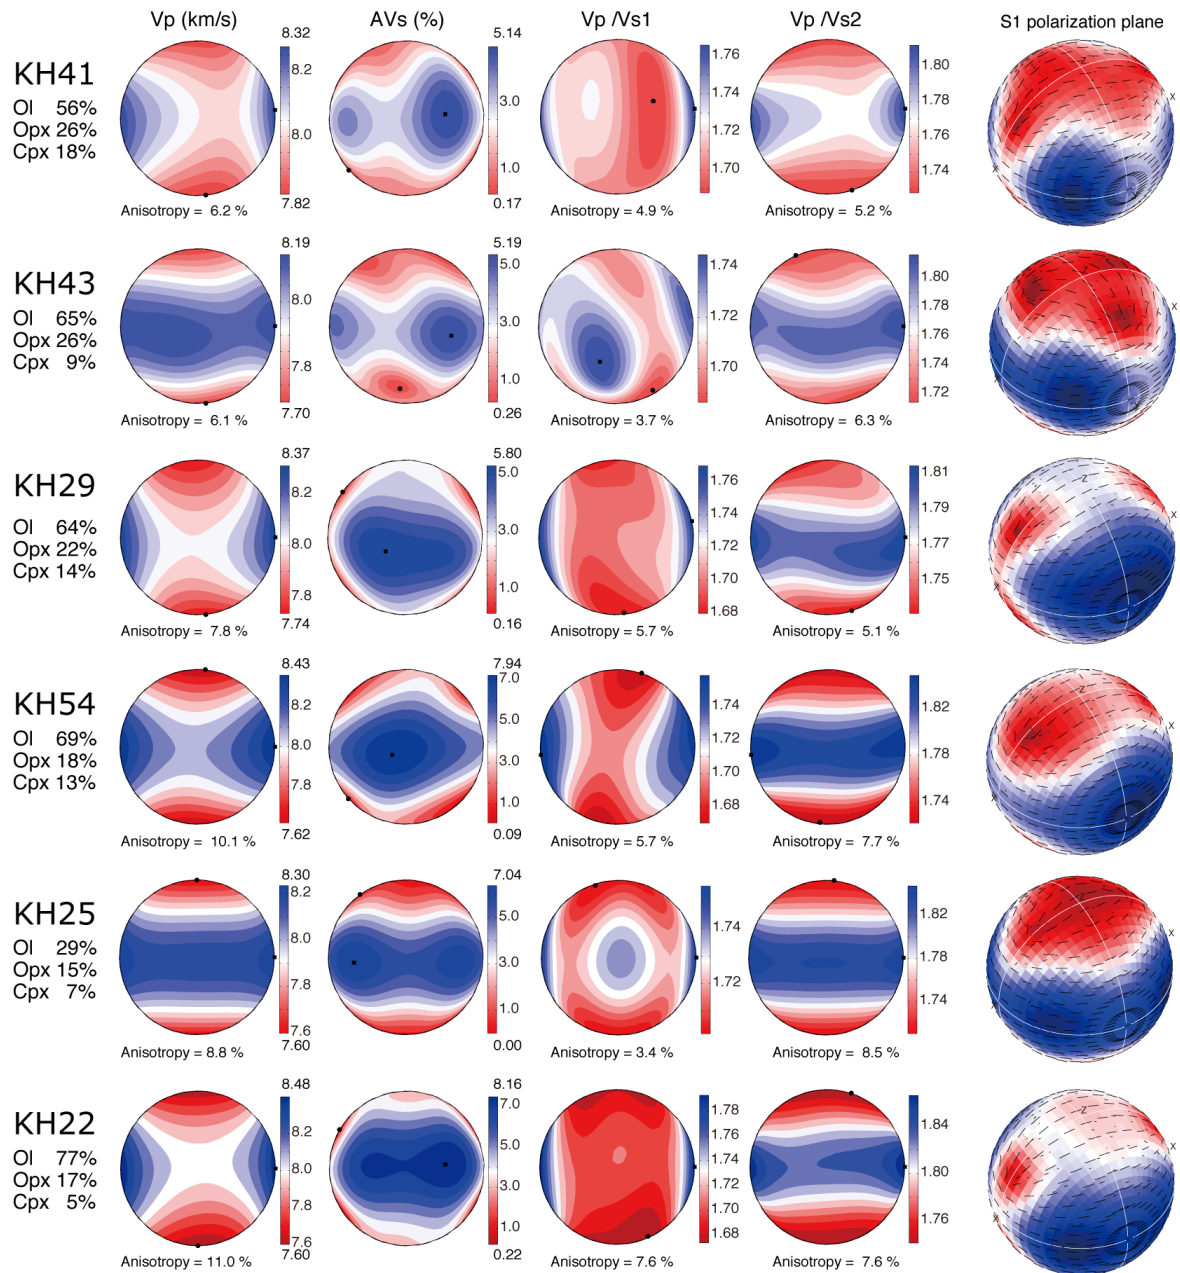 Vp (km/s) AVs (%) Vp /Vs1 Vp /Vs2 S1 polarization plane
KH41
Ol 56%
Opx 26%
Cpx 18%
8.32
8.2
8.0
7.82
Anisotropy = 6.2 %
5.14
3.0
1.0
0.17
1.76
1.74
1.72
1.70
Anisotropy = 4.9 %
1.80
1.78
1.76
1.74
Anisotropy = 5.2 %
z
x
KH43
Ol 65%
Opx 26%
Cpx 9%
8.19
8.0
7.8
7.70
Anisotropy = 6.1 %
5.19
5.0
3.0
1.0
0.26
1.74
1.72
1.70
Anisotropy = 3.7 %
1.80
1.78
1.76
1.74
1.72
Anisotropy = 6.3 %
z
x
KH29
Ol 64%
Opx 22%
Cpx 14%
8.37
8.2
8.0
7.8
7.74
Anisotropy = 7.8 %
5.80
5.0
3.0
1.0
0.16
1.76
1.74
1.72
1.70
1.68
Anisotropy = 5.7 %
1.81
1.79
1.77
1.75
Anisotropy = 5.1 %
z
x
KH54
Ol 69%
Opx 18%
Cpx 13%
8.43
8.2
8.0
7.8
7.62
Anisotropy = 10.1 %
7.94
7.0
5.0
3.0
1.0
0.09
1.74
1.72
1.70
1.68
Anisotropy = 5.7 %
1.82
1.78
1.74
Anisotropy = 7.7 %
z
x
KH25
Ol 29%
Opx 15%
Cpx 7%
8.30
8.2
8.0
7.8
7.6
7.60
Anisotropy = 8.8 %
7.04
5.0
3.0
1.0
0.00
1.74
1.72
Anisotropy = 3.4 %
1.82
1.78
1.74
Anisotropy = 8.5 %
z
x
KH22
Ol 77%
Opx 17%
Cpx 5%
8.48
8.2
8.0
7.6
7.60
Anisotropy = 11.0 %
8.16
7.0
5.0
3.0
1.0
0.22
1.78
1.76
1.74
1.72
1.70
1.68
Anisotropy = 7.6 %
1.84
1.80
1.76
Anisotropy = 7.6 %
z
x